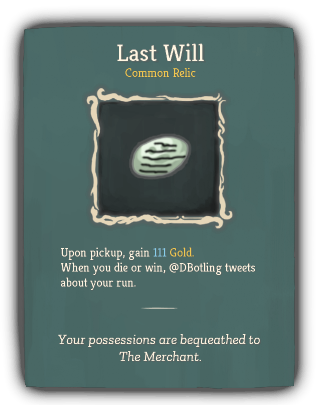 Last Will
Common Relic
Upon pickup, gain 111 Gold.
When you die or win, @DBotling tweets
about your run.
Your possessions are bequeathed to
The Merchant.